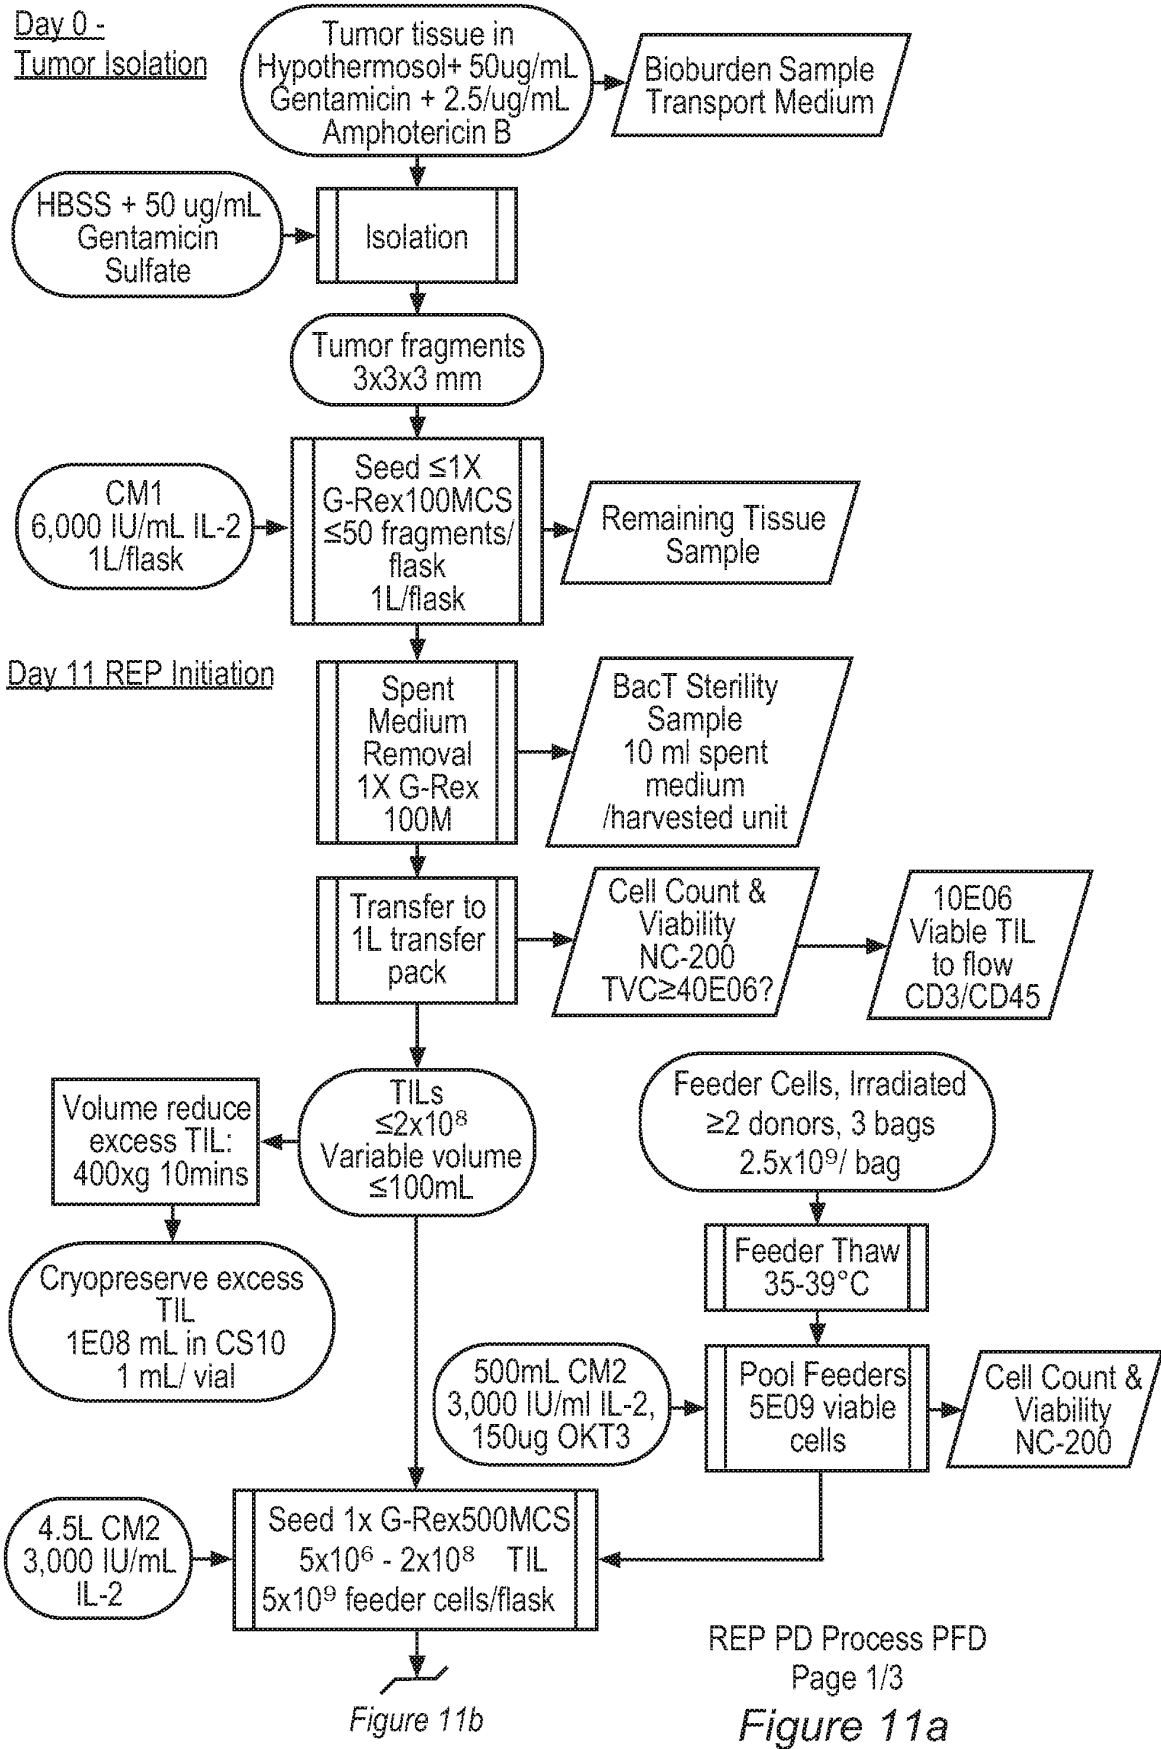 Day 0 -
Tumor Isolation
Tumor tissue in
Hypothermosol+ 50ug/mL
Gentamicin + 2.5/ug/mL
Amphotericin B
Bioburden Sample
Transport Medium
HBSS + 50 ug/mL
Gentamicin
Sulfate
Isolation
Tumor fragments
3x3x3 mm
CM1
6,000 IU/mL IL-2
1L/flask
Seed ≤1X
G-Rex100MCS
≤50 fragments/
flask
1L/flask
Remaining Tissue
Sample
Day 11 REP Initiation
Spent
Medium
Removal
1X G-Rex
100M
BacT Sterility
Sample
10 ml spent
medium
/harvested unit
Transfer to
1L transfer
pack
Cell Count &
Viability
NC-200
TVC≥40E06?
10E06
Viable TIL
to flow
CD3/CD45
Volume reduce
excess TIL:
400xg 10mins
TILs
≤2x10⁸
Variable volume
≤100mL
Feeder Cells, Irradiated
≥2 donors, 3 bags
2.5x10⁹/ bag
Feeder Thaw
35-39°C
Cryopreserve excess
TIL
1E08 mL in CS10
1 mL/ vial
500mL CM2
3,000 IU/ml IL-2,
150ug OKT3
Pool Feeders
5E09 viable
cells
Cell Count &
Viability
NC-200
4.5L CM2
3,000 IU/mL
IL-2
Seed 1x G-Rex500MCS
5x10⁶ - 2x10⁸ TIL
5x10⁹ feeder cells/flask
REP PD Process PFD
Page 1/3
Figure 11b
Figure 11a